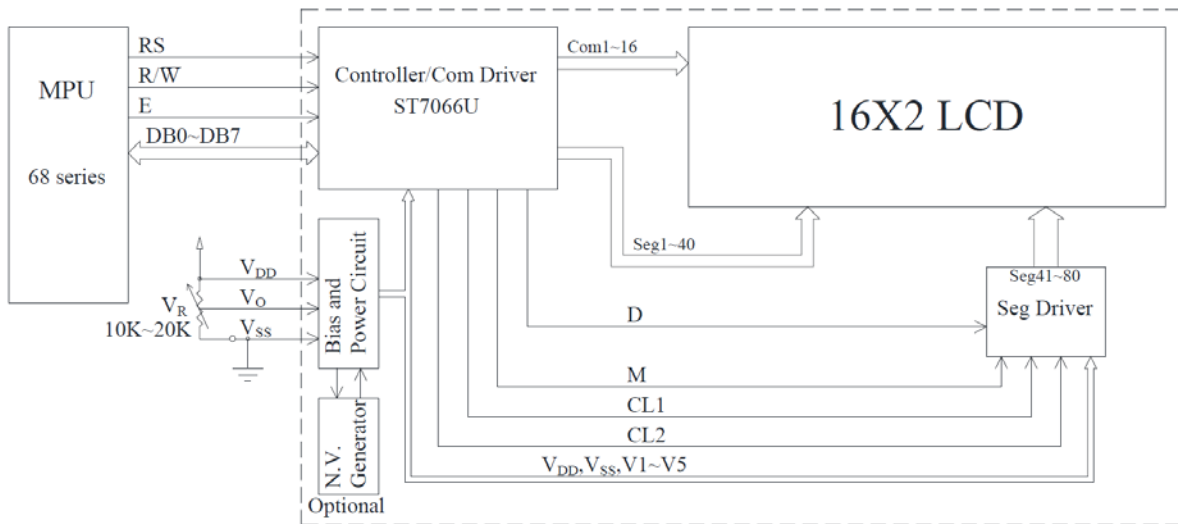 MPU
68 series
RS
R/W
E
DB0~DB7
Controller/Com Driver
ST7066U
Com1~16
16X2 LCD
Seg1~40
Seg41~80
Seg Driver
VDD
VO
VR
10K~20K
VSS
Bias and
Power Circuit
N.V.
Generator
Optional
D
M
CL1
CL2
VDD,VSS,V1~V5